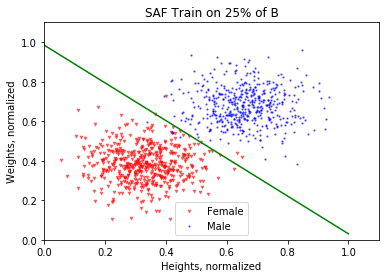 SAF Train on 25% of B
Weights, normalized
1.0
0.8
0.6
0.4
0.2
0.0
Female
Male
0.0 0.2 0.4 0.6 0.8 1.0
Heights, normalized